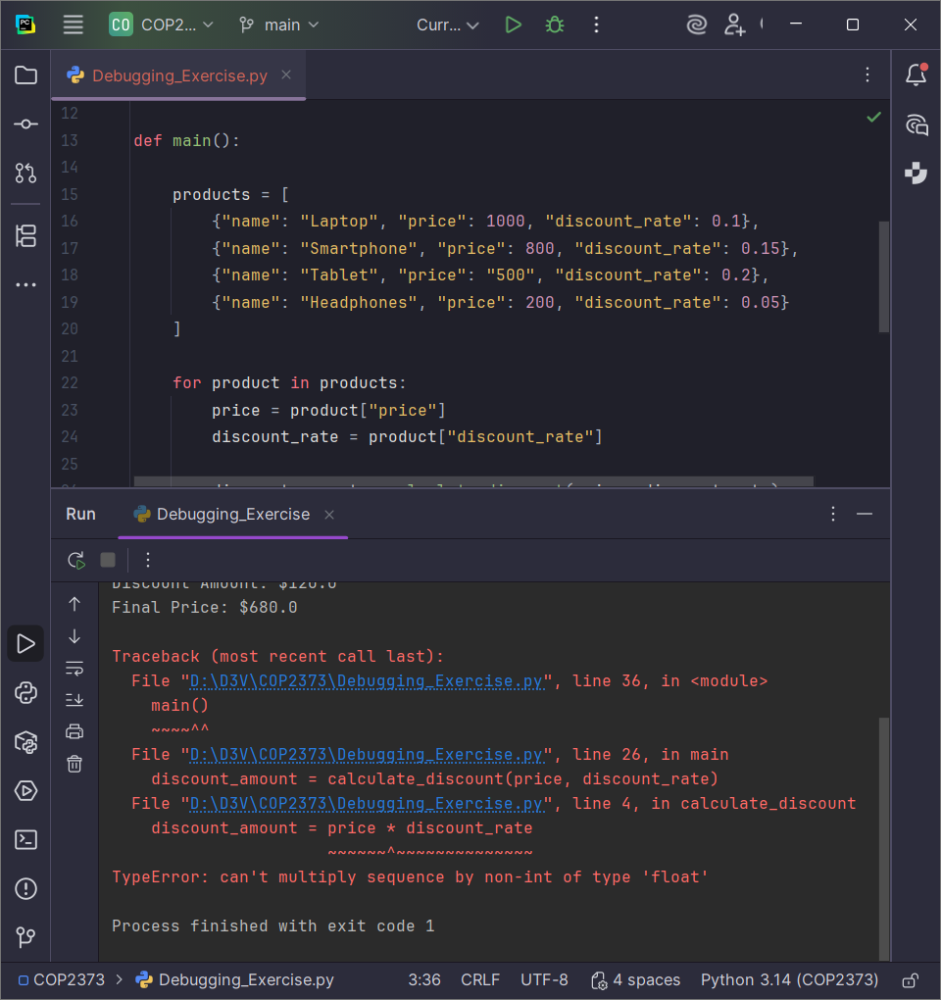 PC
CO COP2... main Curr...
Debugging_Exercise.py
12
13 def main():
14
15 products = [
16 {"name": "Laptop", "price": 1000, "discount_rate": 0.1},
17 {"name": "Smartphone", "price": 800, "discount_rate": 0.15},
18 {"name": "Tablet", "price": "500", "discount_rate": 0.2},
19 {"name": "Headphones", "price": 200, "discount_rate": 0.05}
20 ]
21
22 for product in products:
23 price = product["price"]
24 discount_rate = product["discount_rate"]
25
Run Debugging_Exercise
Discount Amount: $120.0
Final Price: $680.0
Traceback (most recent call last):
File "D:\D3V\COP2373\Debugging_Exercise.py", line 36, in <module>
main()
~~~~^^
File "D:\D3V\COP2373\Debugging_Exercise.py", line 26, in main
discount_amount = calculate_discount(price, discount_rate)
File "D:\D3V\COP2373\Debugging_Exercise.py", line 4, in calculate_discount
discount_amount = price * discount_rate
~~~~~~^~~~~~~~~~~~~~~
TypeError: can't multiply sequence by non-int of type 'float'
Process finished with exit code 1
COP2373 > Debugging_Exercise.py 3:36 CRLF UTF-8 4 spaces Python 3.14 (COP2373)